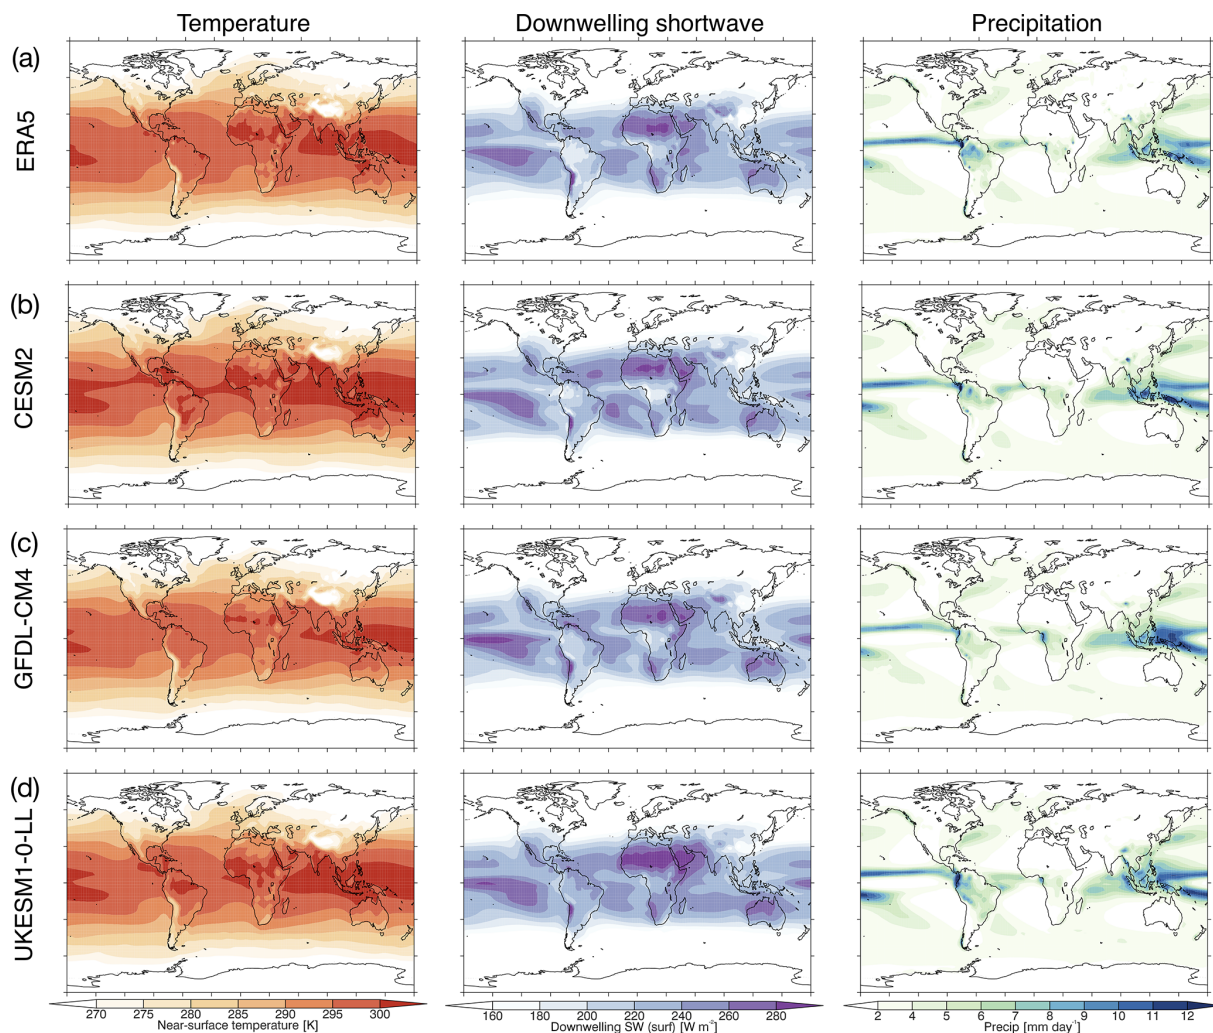 Temperature Downwelling shortwave Precipitation
(a)
ERA5
(b)
CESM2
(c)
GFDL-CM4
(d)
UKESM1-0-LL
270 275 280 285 290 295 300
Near-surface temperature [K]
160 180 200 220 240 260 280
Downwelling SW (surf) [W m⁻²]
2 4 5 6 7 8 9 10 11 12
Precip [mm day⁻¹]